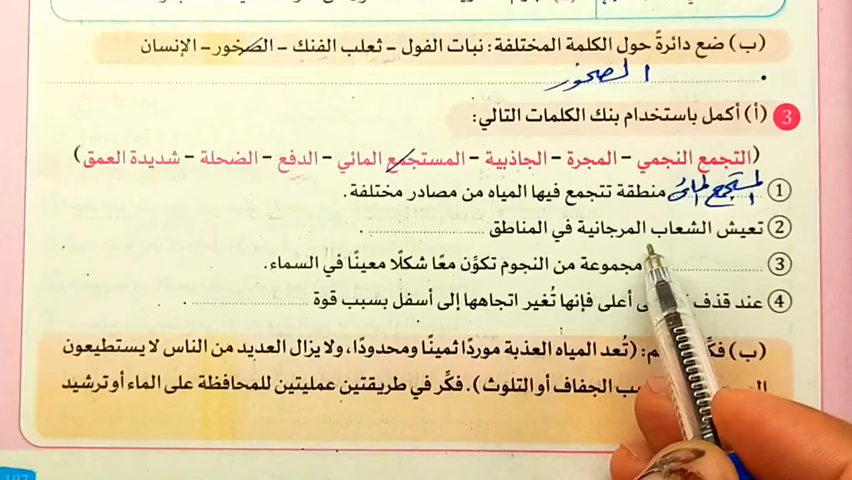 (ب) ضع دائرةً حول الكلمة المختلفة: نبات الفول – ثعلب الفنك – الصخور – الإنسان
الصخور
3 (أ) أكمل باستخدام بنك الكلمات التالي:
(التجمع النجمي – المجرة – الجاذبية – المستجمع المائي – الدفع – الضحلة – شديدة العمق)
1 المستجمع المائي منطقة تتجمع فيها المياه من مصادر مختلفة.
2 تعيش الشعاب المرجانية في المناطق .................... .
3 .................... مجموعة من النجوم تكوِّن معًا شكلًا معينًا في السماء.
4 عند قذف أعلى فإنها تُغير اتجاهها إلى أسفل بسبب قوة .................... .
(ب) (تُعد المياه العذبة موردًا ثمينًا ومحدودًا، ولا يزال العديد من الناس لا يستطيعون
الجفاف أو التلوث). فكِّر في طريقتين عمليتين للمحافظة على الماء أو ترشيد